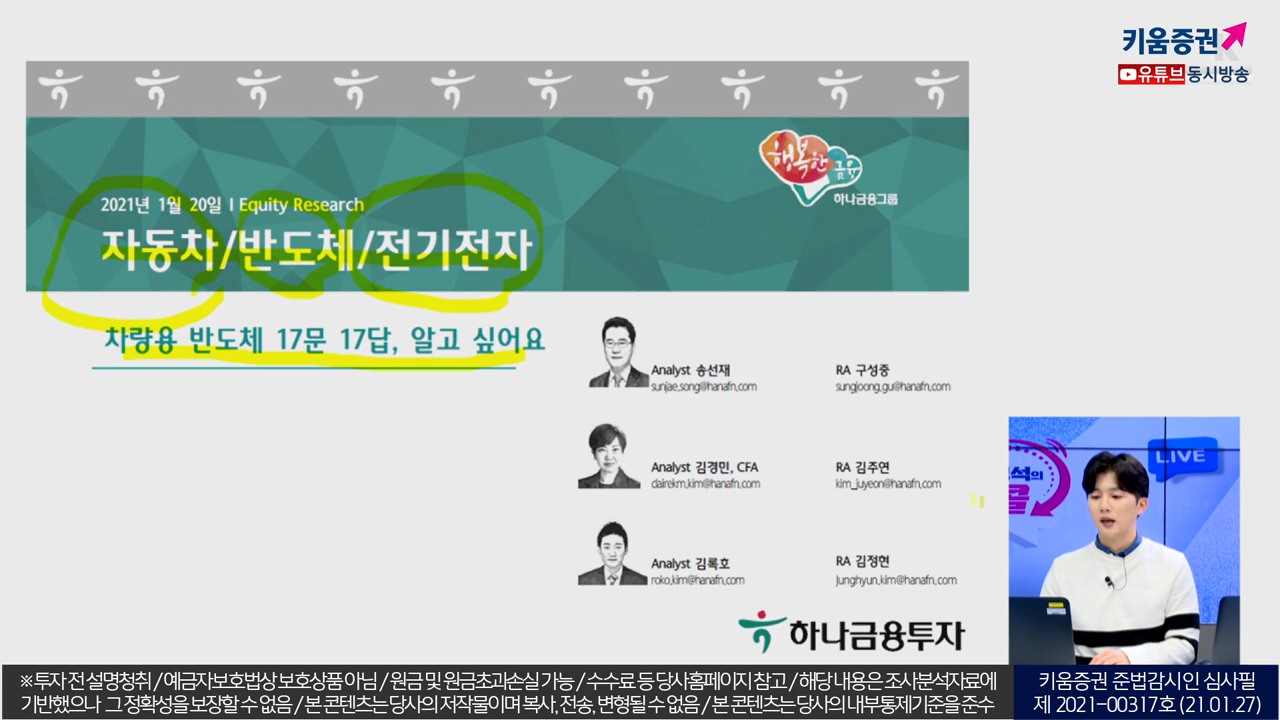 키움증권
유튜브 동시방송
행복한 금융
하나금융그룹
2021년 1월 20일 I Equity Research
자동차/반도체/전기전자
차량용 반도체 17문 17답, 알고 싶어요
Analyst 송선재
sunjae.song@hanafn.com
RA 구성중
sungjoong.gu@hanafn.com
Analyst 김경민, CFA
clairekm.kim@hanafn.com
RA 김주연
kim_juyeon@hanafn.com
Analyst 김록호
roko.kim@hanafn.com
RA 김정현
Junghyun.kim@hanafn.com
하나금융투자
석의
콜
LIVE
※ 투자 전 설명청취 / 예금자보호법상 보호상품 아님 / 원금 및 원금초과손실 가능 / 수수료 등 당사홈페이지 참고 / 해당 내용은 조사분석자료에
기반했으나 그 정확성을 보장할 수 없음 / 본 콘텐츠는 당사의 저작물이며 복사, 전송, 변형될 수 없음 / 본 콘텐츠는 당사의 내부통제기준을 준수
키움증권 준법감시인 심사필
제 2021-00317호 (21.01.27)